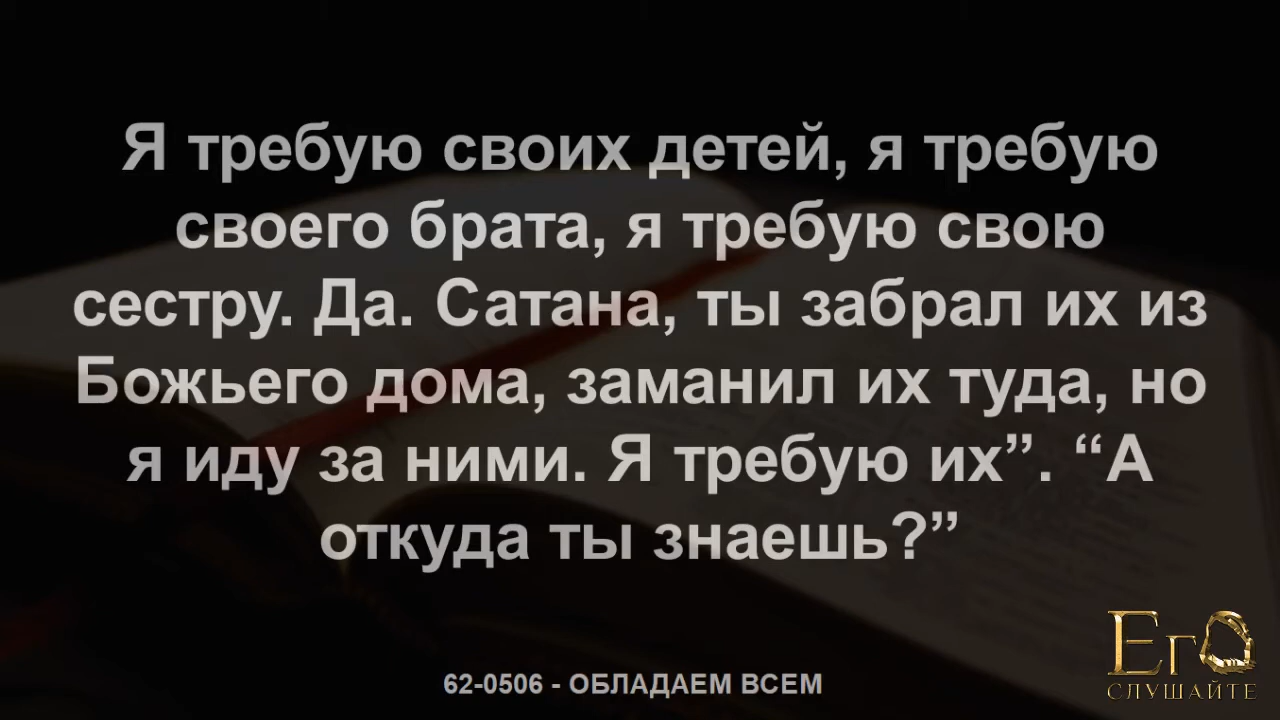 Я требую своих детей, я требую
своего брата, я требую свою
сестру. Да. Сатана, ты забрал их из
Божьего дома, заманил их туда, но
я иду за ними. Я требую их”. “А
откуда ты знаешь?”
ЕгО
СЛУШАЙТЕ
62-0506 - ОБЛАДАЕМ ВСЕМ